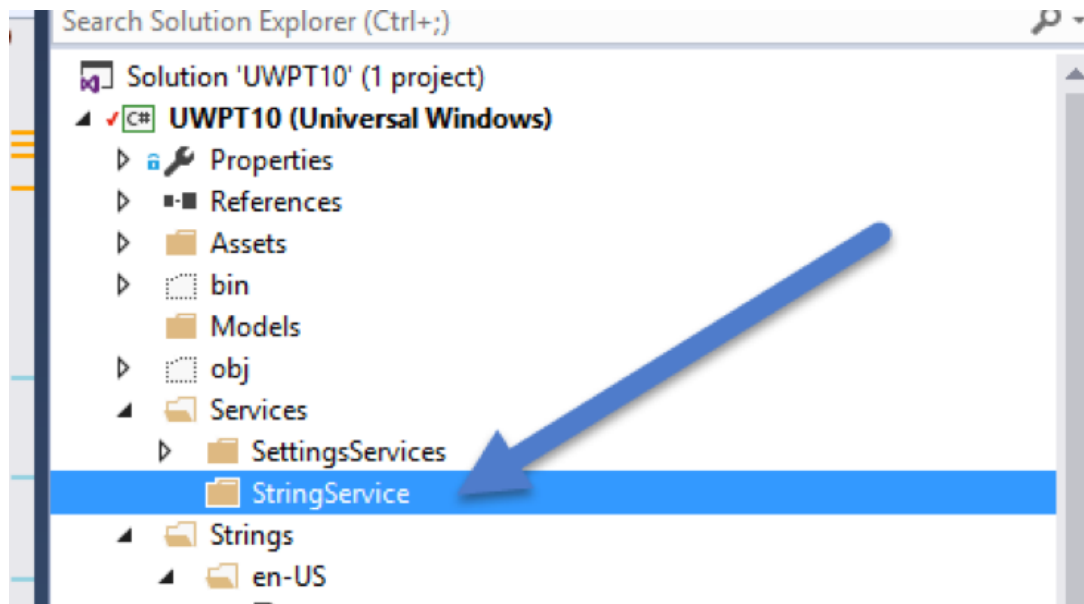 Search Solution Explorer (Ctrl+;)
Solution 'UWPT10' (1 project)
C# UWPT10 (Universal Windows)
Properties
References
Assets
bin
Models
obj
Services
SettingsServices
StringService
Strings
en-US